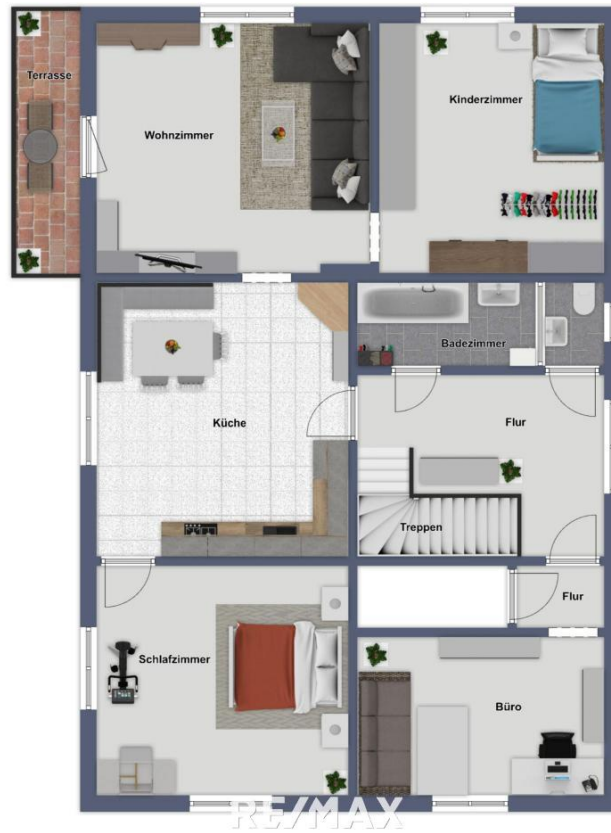 Terrasse
Wohnzimmer
Kinderzimmer
Badezimmer
Küche
Flur
Treppen
Flur
Schlafzimmer
Büro
RE/MAX